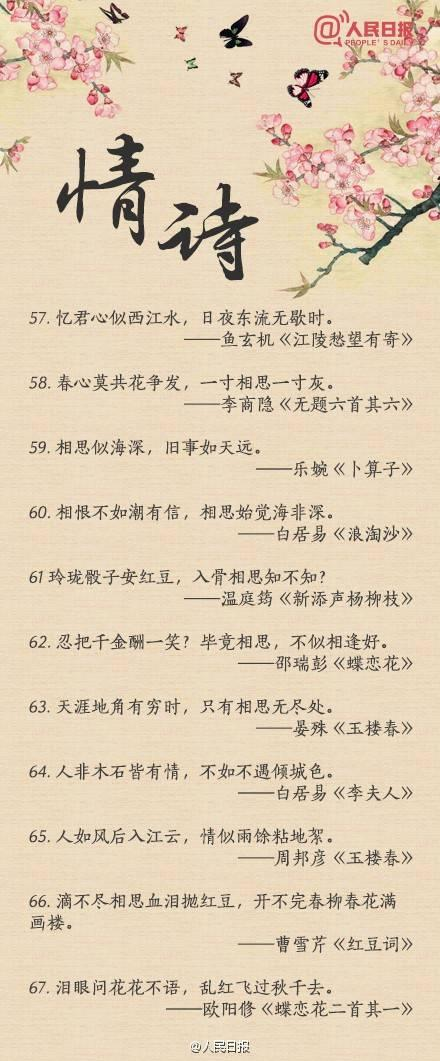 @人民日报
PEOPLE'S DAILY
情诗
57. 忆君心似西江水，日夜东流无歇时。
——鱼玄机《江陵愁望有寄》
58. 春心莫共花争发，一寸相思一寸灰。
——李商隐《无题六首其六》
59. 相思似海深，旧事如天远。
——乐婉《卜算子》
60. 相恨不如潮有信，相思始觉海非深。
——白居易《浪淘沙》
61 玲珑骰子安红豆，入骨相思知不知？
——温庭筠《新添声杨柳枝》
62. 忍把千金酬一笑？毕竟相思，不似相逢好。
——邵瑞彭《蝶恋花》
63. 天涯地角有穷时，只有相思无尽处。
——晏殊《玉楼春》
64. 人非木石皆有情，不如不遇倾城色。
——白居易《李夫人》
65. 人如风后入江云，情似雨馀粘地絮。
——周邦彦《玉楼春》
66. 滴不尽相思血泪抛红豆，开不完春柳春花满
画楼。
——曹雪芹《红豆词》
67. 泪眼问花花不语，乱红飞过秋千去。
——欧阳修《蝶恋花二首其一》
@人民日报